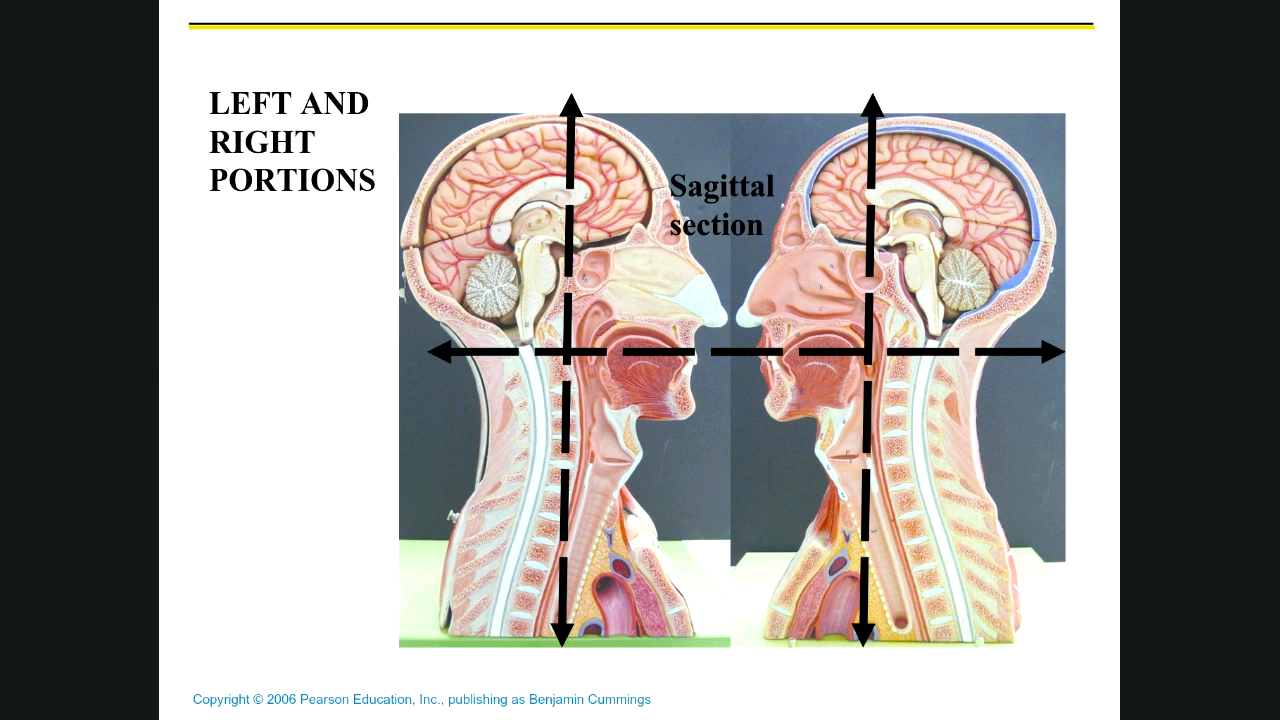 LEFT AND
RIGHT
PORTIONS
Sagittal
section
Copyright © 2006 Pearson Education, Inc., publishing as Benjamin Cummings